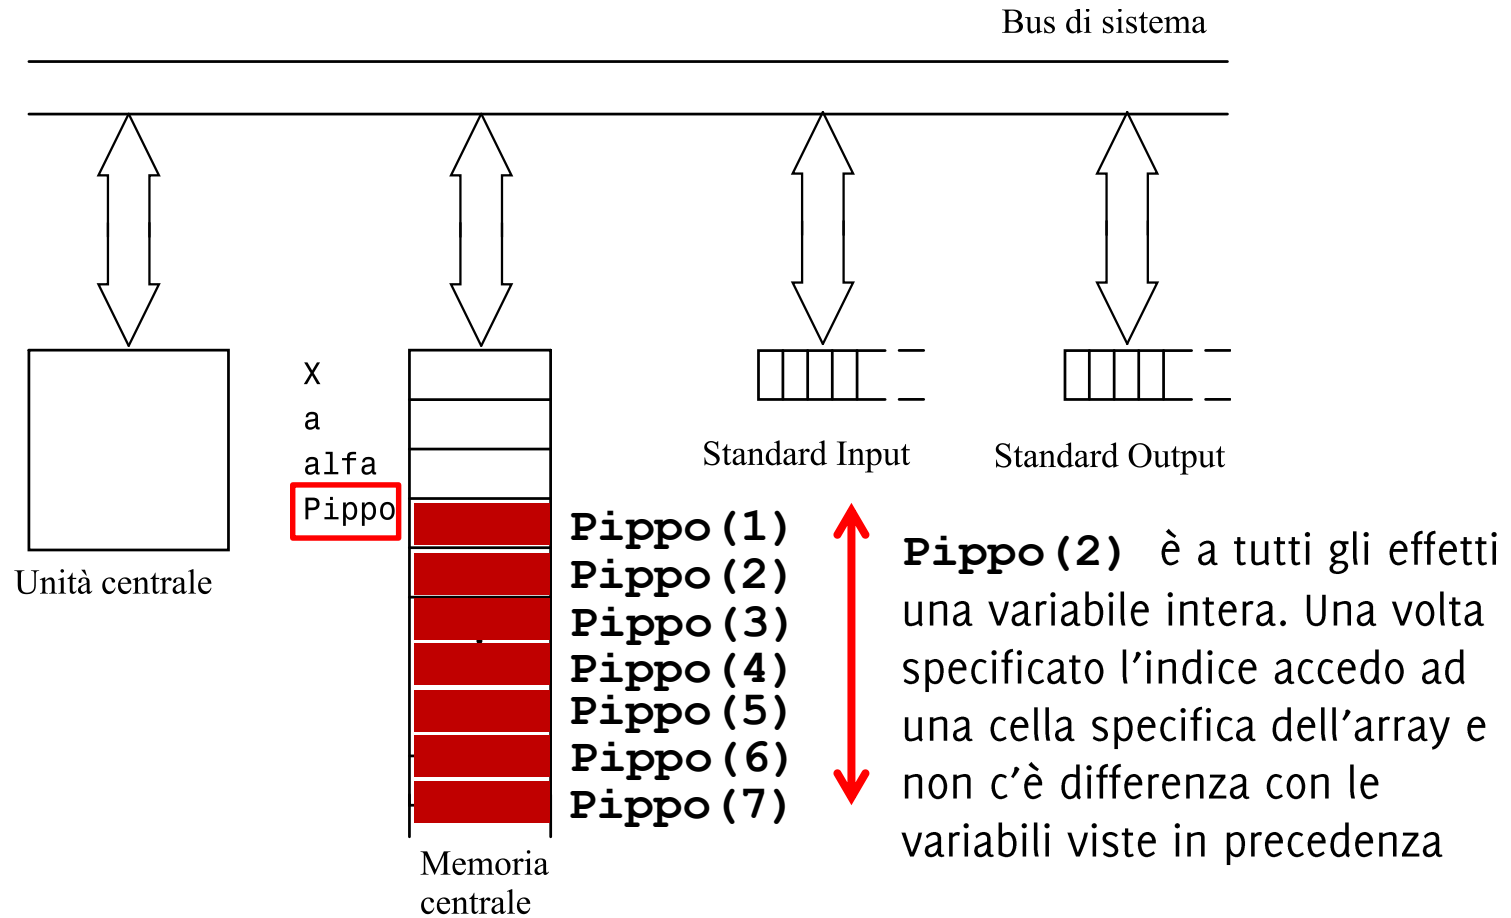 Bus di sistema
X
a
alfa
Pippo
Unità centrale
Pippo(1)
Pippo(2)
Pippo(3)
Pippo(4)
Pippo(5)
Pippo(6)
Pippo(7)
Memoria
centrale
Standard Input
Standard Output
Pippo(2) è a tutti gli effetti
una variabile intera. Una volta
specificato l’indice accedo ad
una cella specifica dell’array e
non c’è differenza con le
variabili viste in precedenza